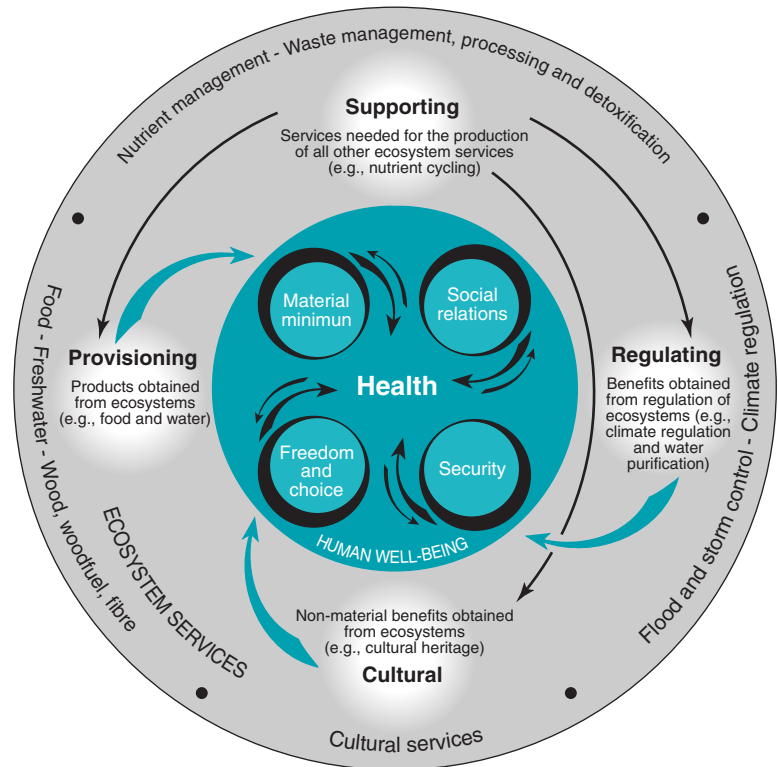 Nutrient management - Waste management, processing and detoxification
Supporting
Services needed for the production
of all other ecosystem services
(e.g., nutrient cycling)
Material
minimun
Social
relations
Health
Freedom
and
choice
Security
HUMAN WELL-BEING
Provisioning
Products obtained
from ecosystems
(e.g., food and water)
Regulating
Benefits obtained
from regulation of
ecosystems (e.g.,
climate regulation
and water
purification)
Food - Freshwater - Wood, woodfuel, fibre
ECOSYSTEM SERVICES
Flood and storm control - Climate regulation
Non-material benefits obtained
from ecosystems
(e.g., cultural heritage)
Cultural
Cultural services